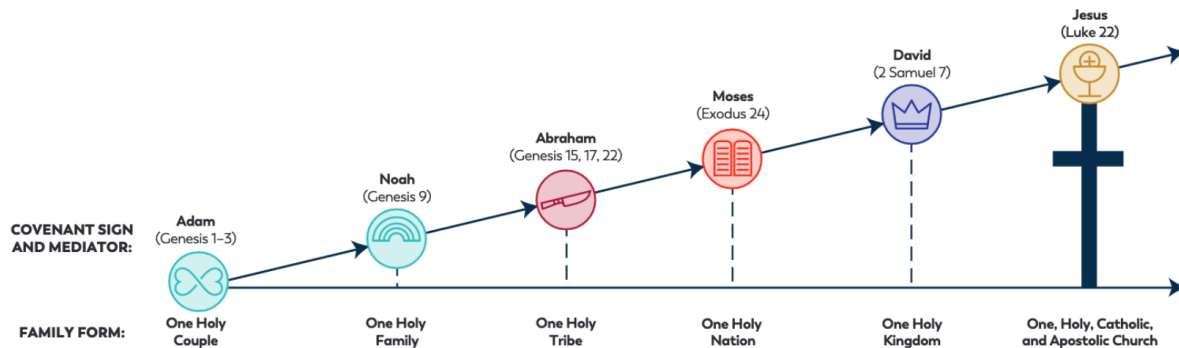 Jesus
(Luke 22)
David
(2 Samuel 7)
Moses
(Exodus 24)
Abraham
(Genesis 15, 17, 22)
Noah
(Genesis 9)
Adam
(Genesis 1–3)
COVENANT SIGN
AND MEDIATOR:
FAMILY FORM:
One Holy
Couple
One Holy
Family
One Holy
Tribe
One Holy
Nation
One Holy
Kingdom
One, Holy, Catholic,
and Apostolic Church